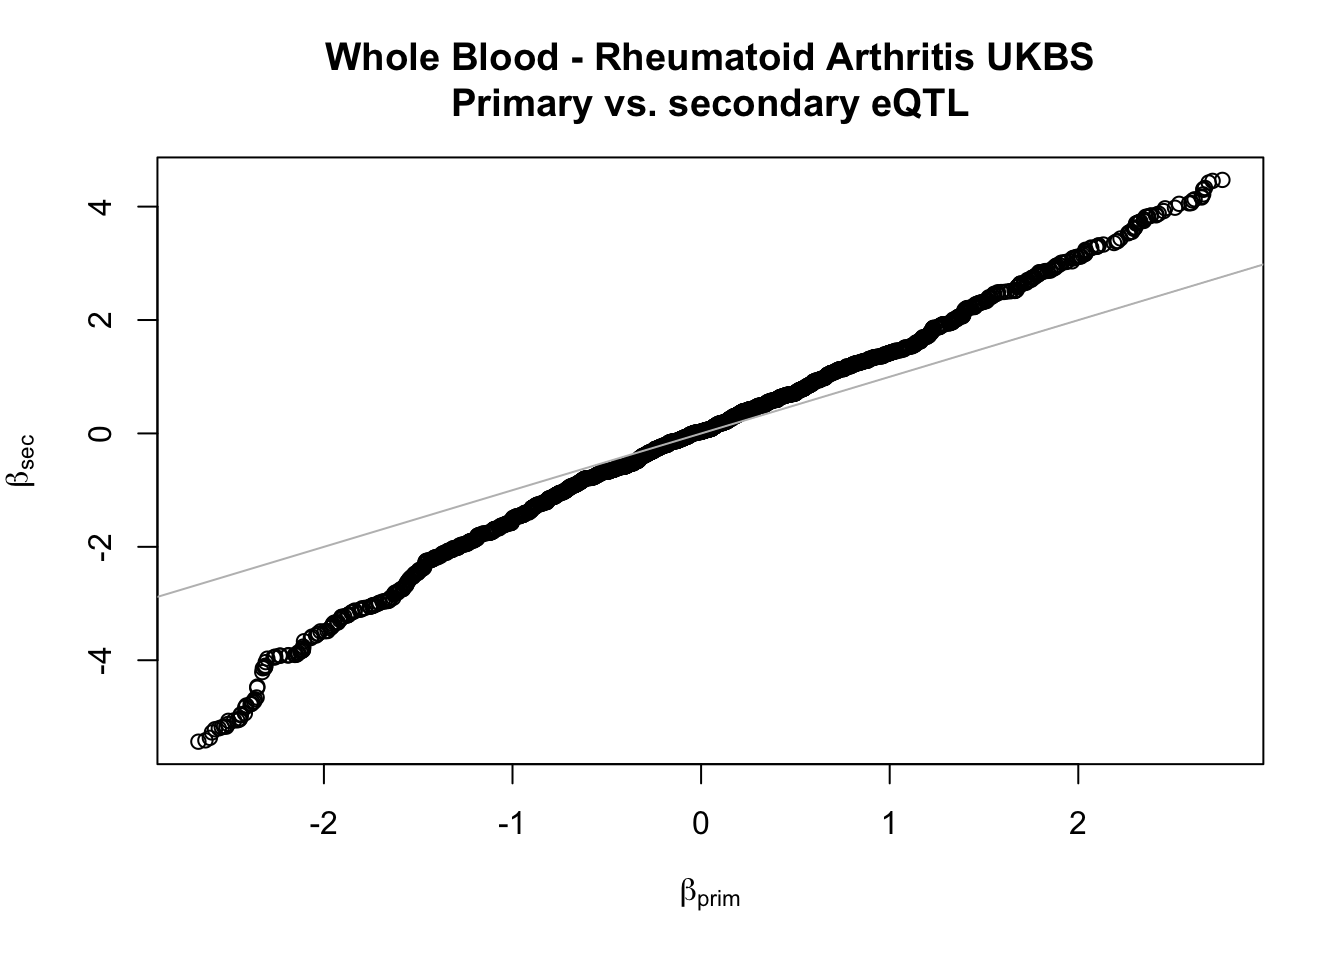 Whole Blood - Rheumatoid Arthritis UKBS
Primary vs. secondary eQTL
4
2
0
-2
-4
βsec
-2 -1 0 1 2
βprim